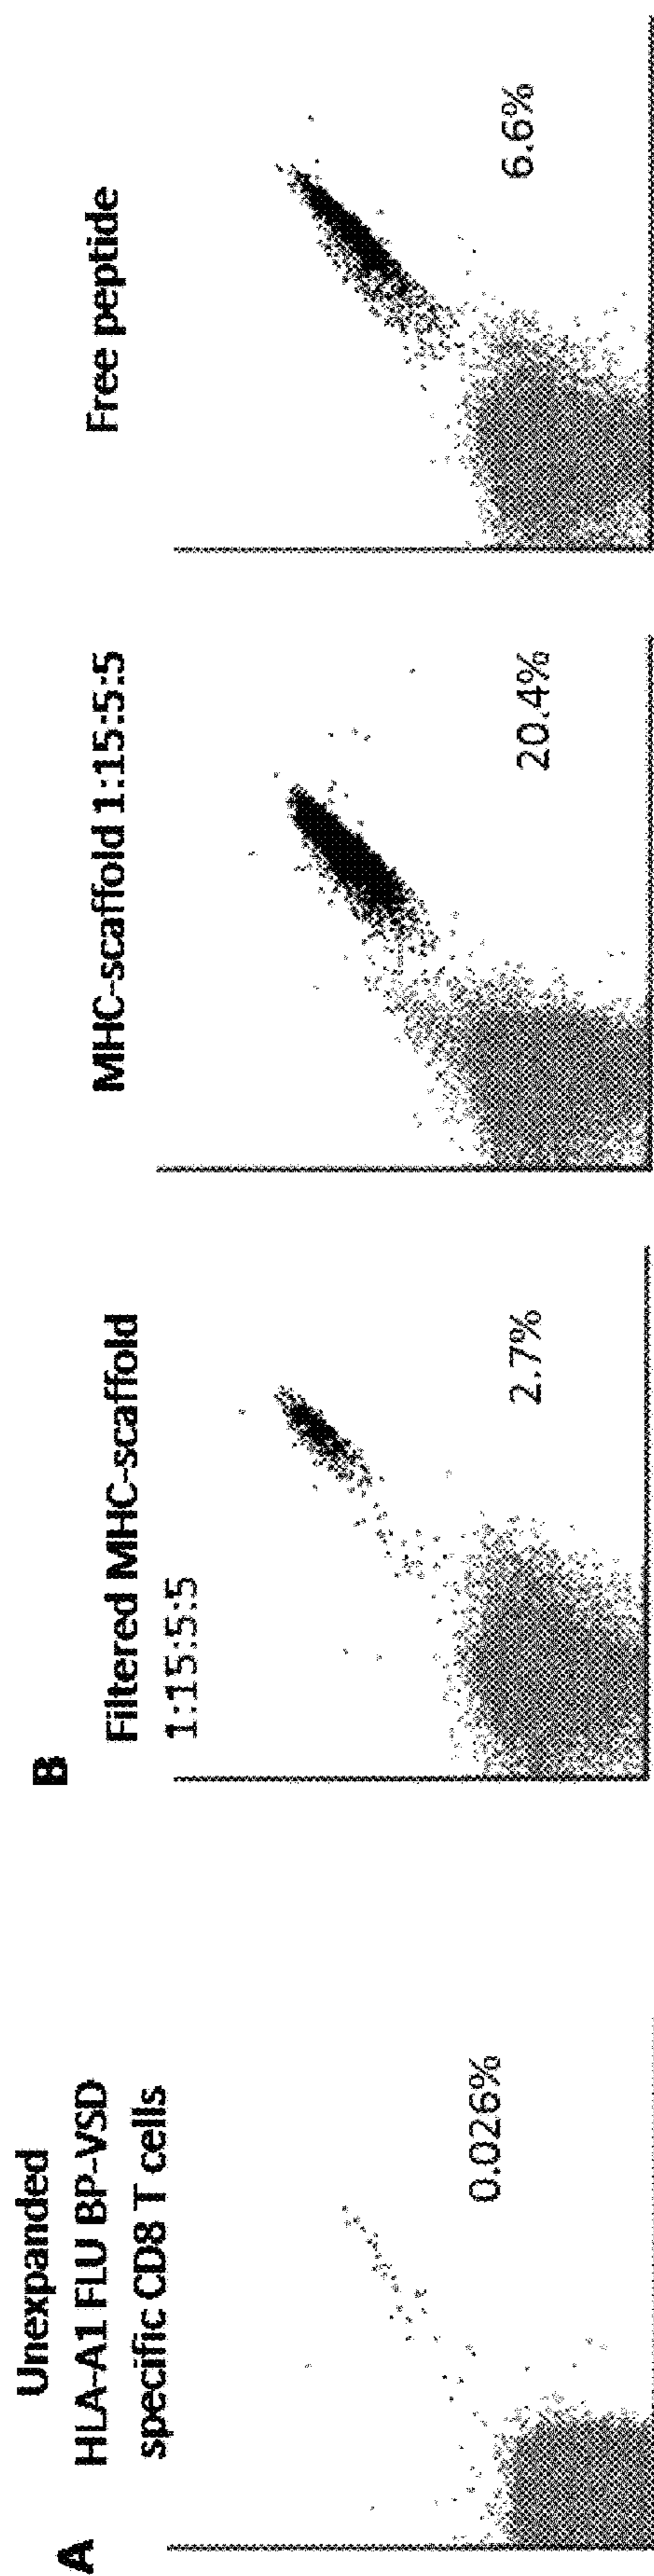 A
Unexpanded
HLA-A1 FLU BP-VSD
specific CD8 T cells
0.026%
B
Filtered MHC-scaffold
1:15:5:5
2.7%
MHC-scaffold 1:15:5:5
20.4%
Free peptide
6.6%